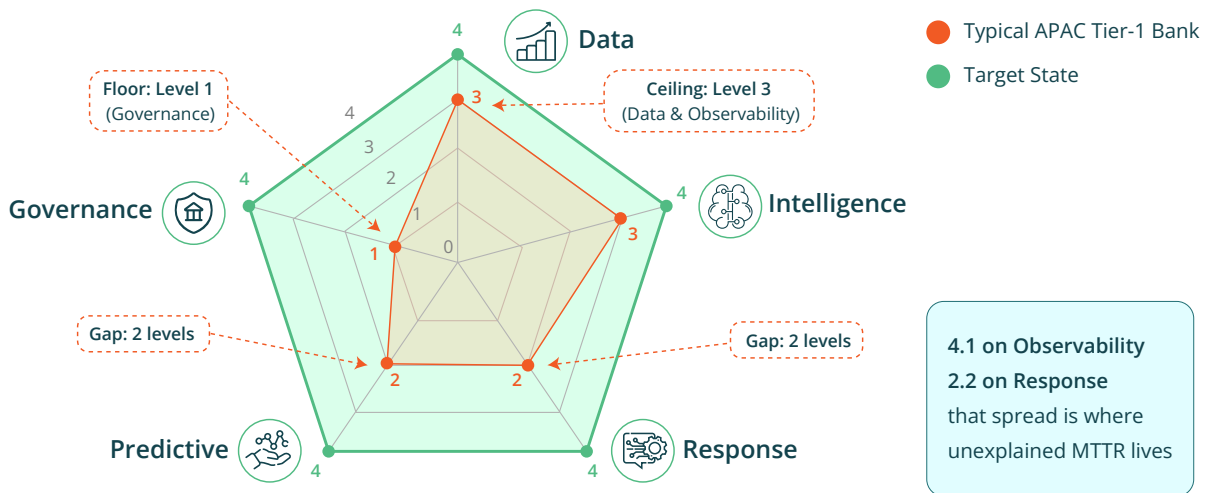 4
Data
Typical APAC Tier-1 Bank
Target State
Floor: Level 1
(Governance)
Ceiling: Level 3
(Data & Observability)
4
3
2
1
0
3
4
Governance
4
Intelligence
3
1
Gap: 2 levels
Gap: 2 levels
2
2
Predictive
4
Response
4
4.1 on Observability
2.2 on Response
that spread is where
unexplained MTTR lives